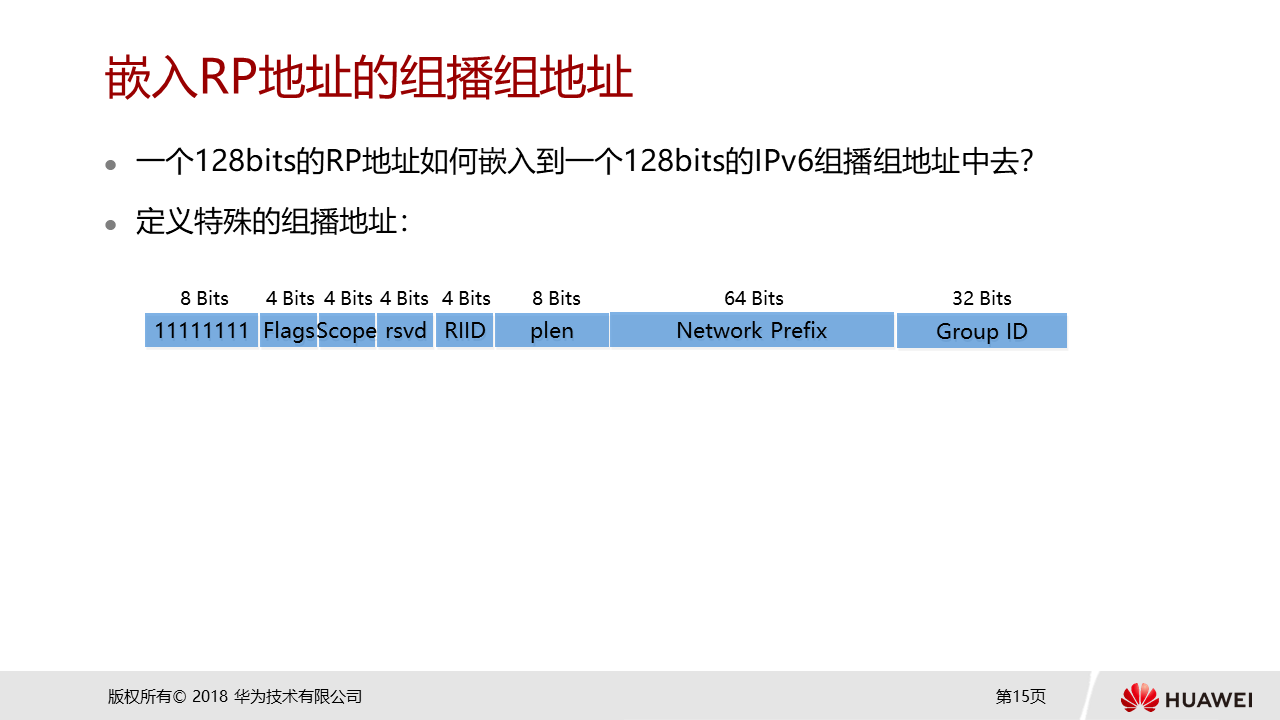 嵌入RP地址的组播组地址
一个128bits的RP地址如何嵌入到一个128bits的IPv6组播组地址中去？
定义特殊的组播地址：
8 Bits 4 Bits 4 Bits 4 Bits 4 Bits 8 Bits 64 Bits 32 Bits
11111111 Flags Scope rsvd RIID plen Network Prefix Group ID
版权所有© 2018 华为技术有限公司 第15页 HUAWEI